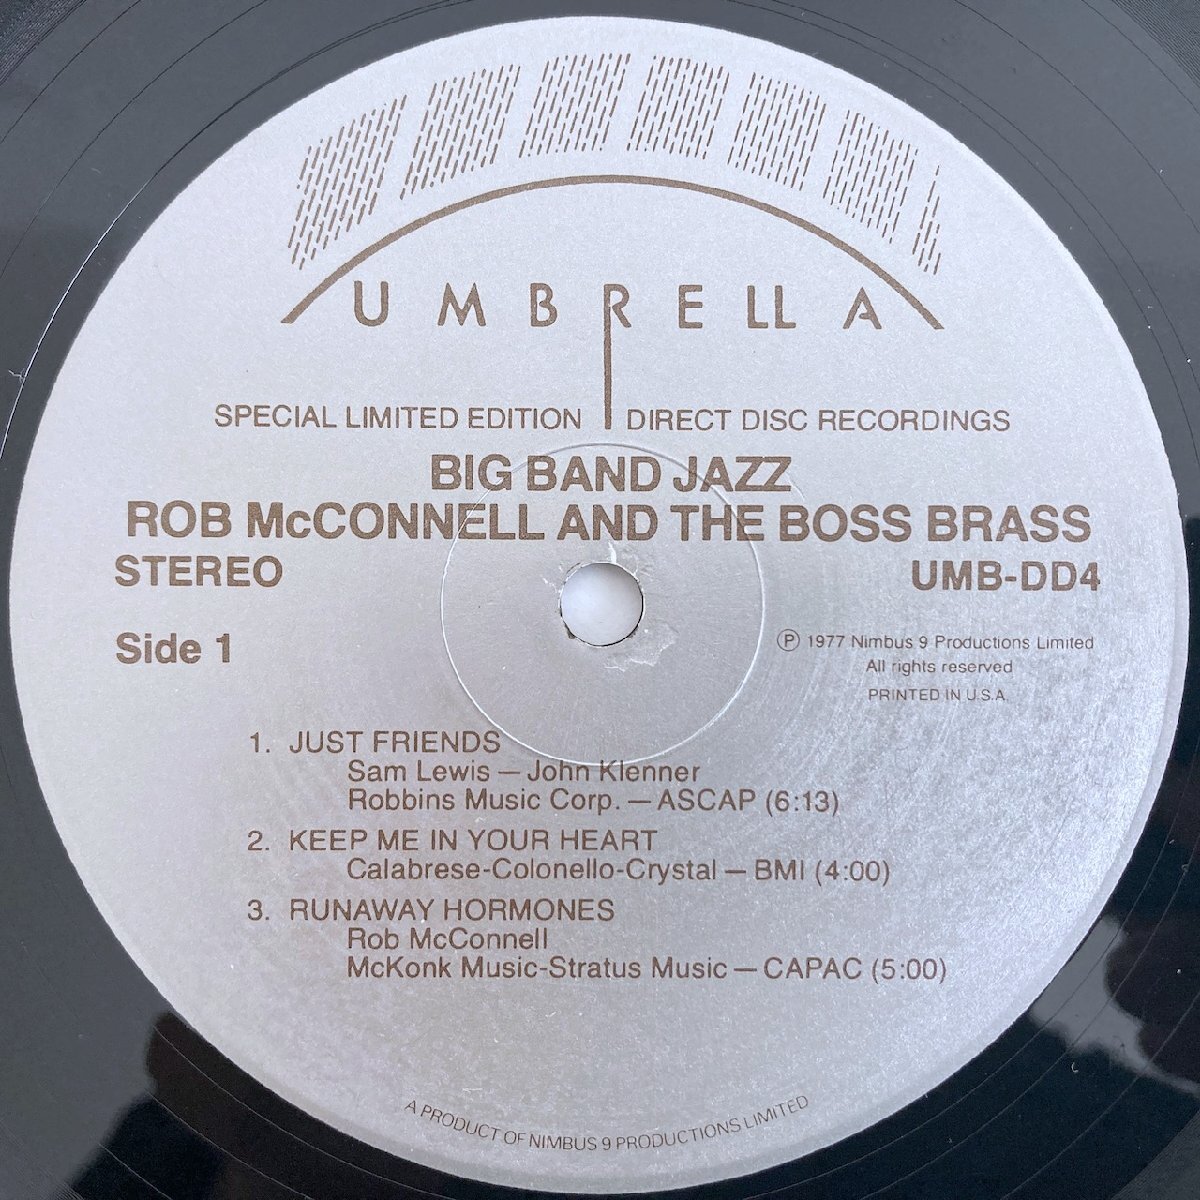 UMBRELLA
SPECIAL LIMITED EDITION DIRECT DISC RECORDINGS
BIG BAND JAZZ
ROB McCONNELL AND THE BOSS BRASS
STEREO UMB-DD4
Side 1
Ⓟ 1977 Nimbus 9 Productions Limited
All rights reserved
PRINTED IN U.S.A.
1. JUST FRIENDS
Sam Lewis — John Klenner
Robbins Music Corp. — ASCAP (6:13)
2. KEEP ME IN YOUR HEART
Calabrese-Colonello-Crystal — BMI (4:00)
3. RUNAWAY HORMONES
Rob McConnell
McKonk Music-Stratus Music — CAPAC (5:00)
A PRODUCT OF NIMBUS 9 PRODUCTIONS LIMITED